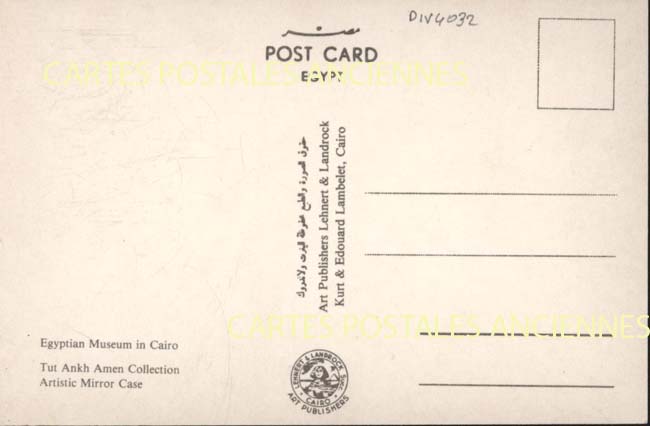 DIV4032
مصر
POST CARD
EGYPT
CARTES POSTALES ANCIENNES
Art Publishers Lehnert & Landrock
Kurt & Edouard Lambelet, Cairo
CARTES POSTALES ANCIENNES
Egyptian Museum in Cairo
Tut Ankh Amen Collection
Artistic Mirror Case
LEHNERT & LANDROCK
CAIRO
ART PUBLISHERS